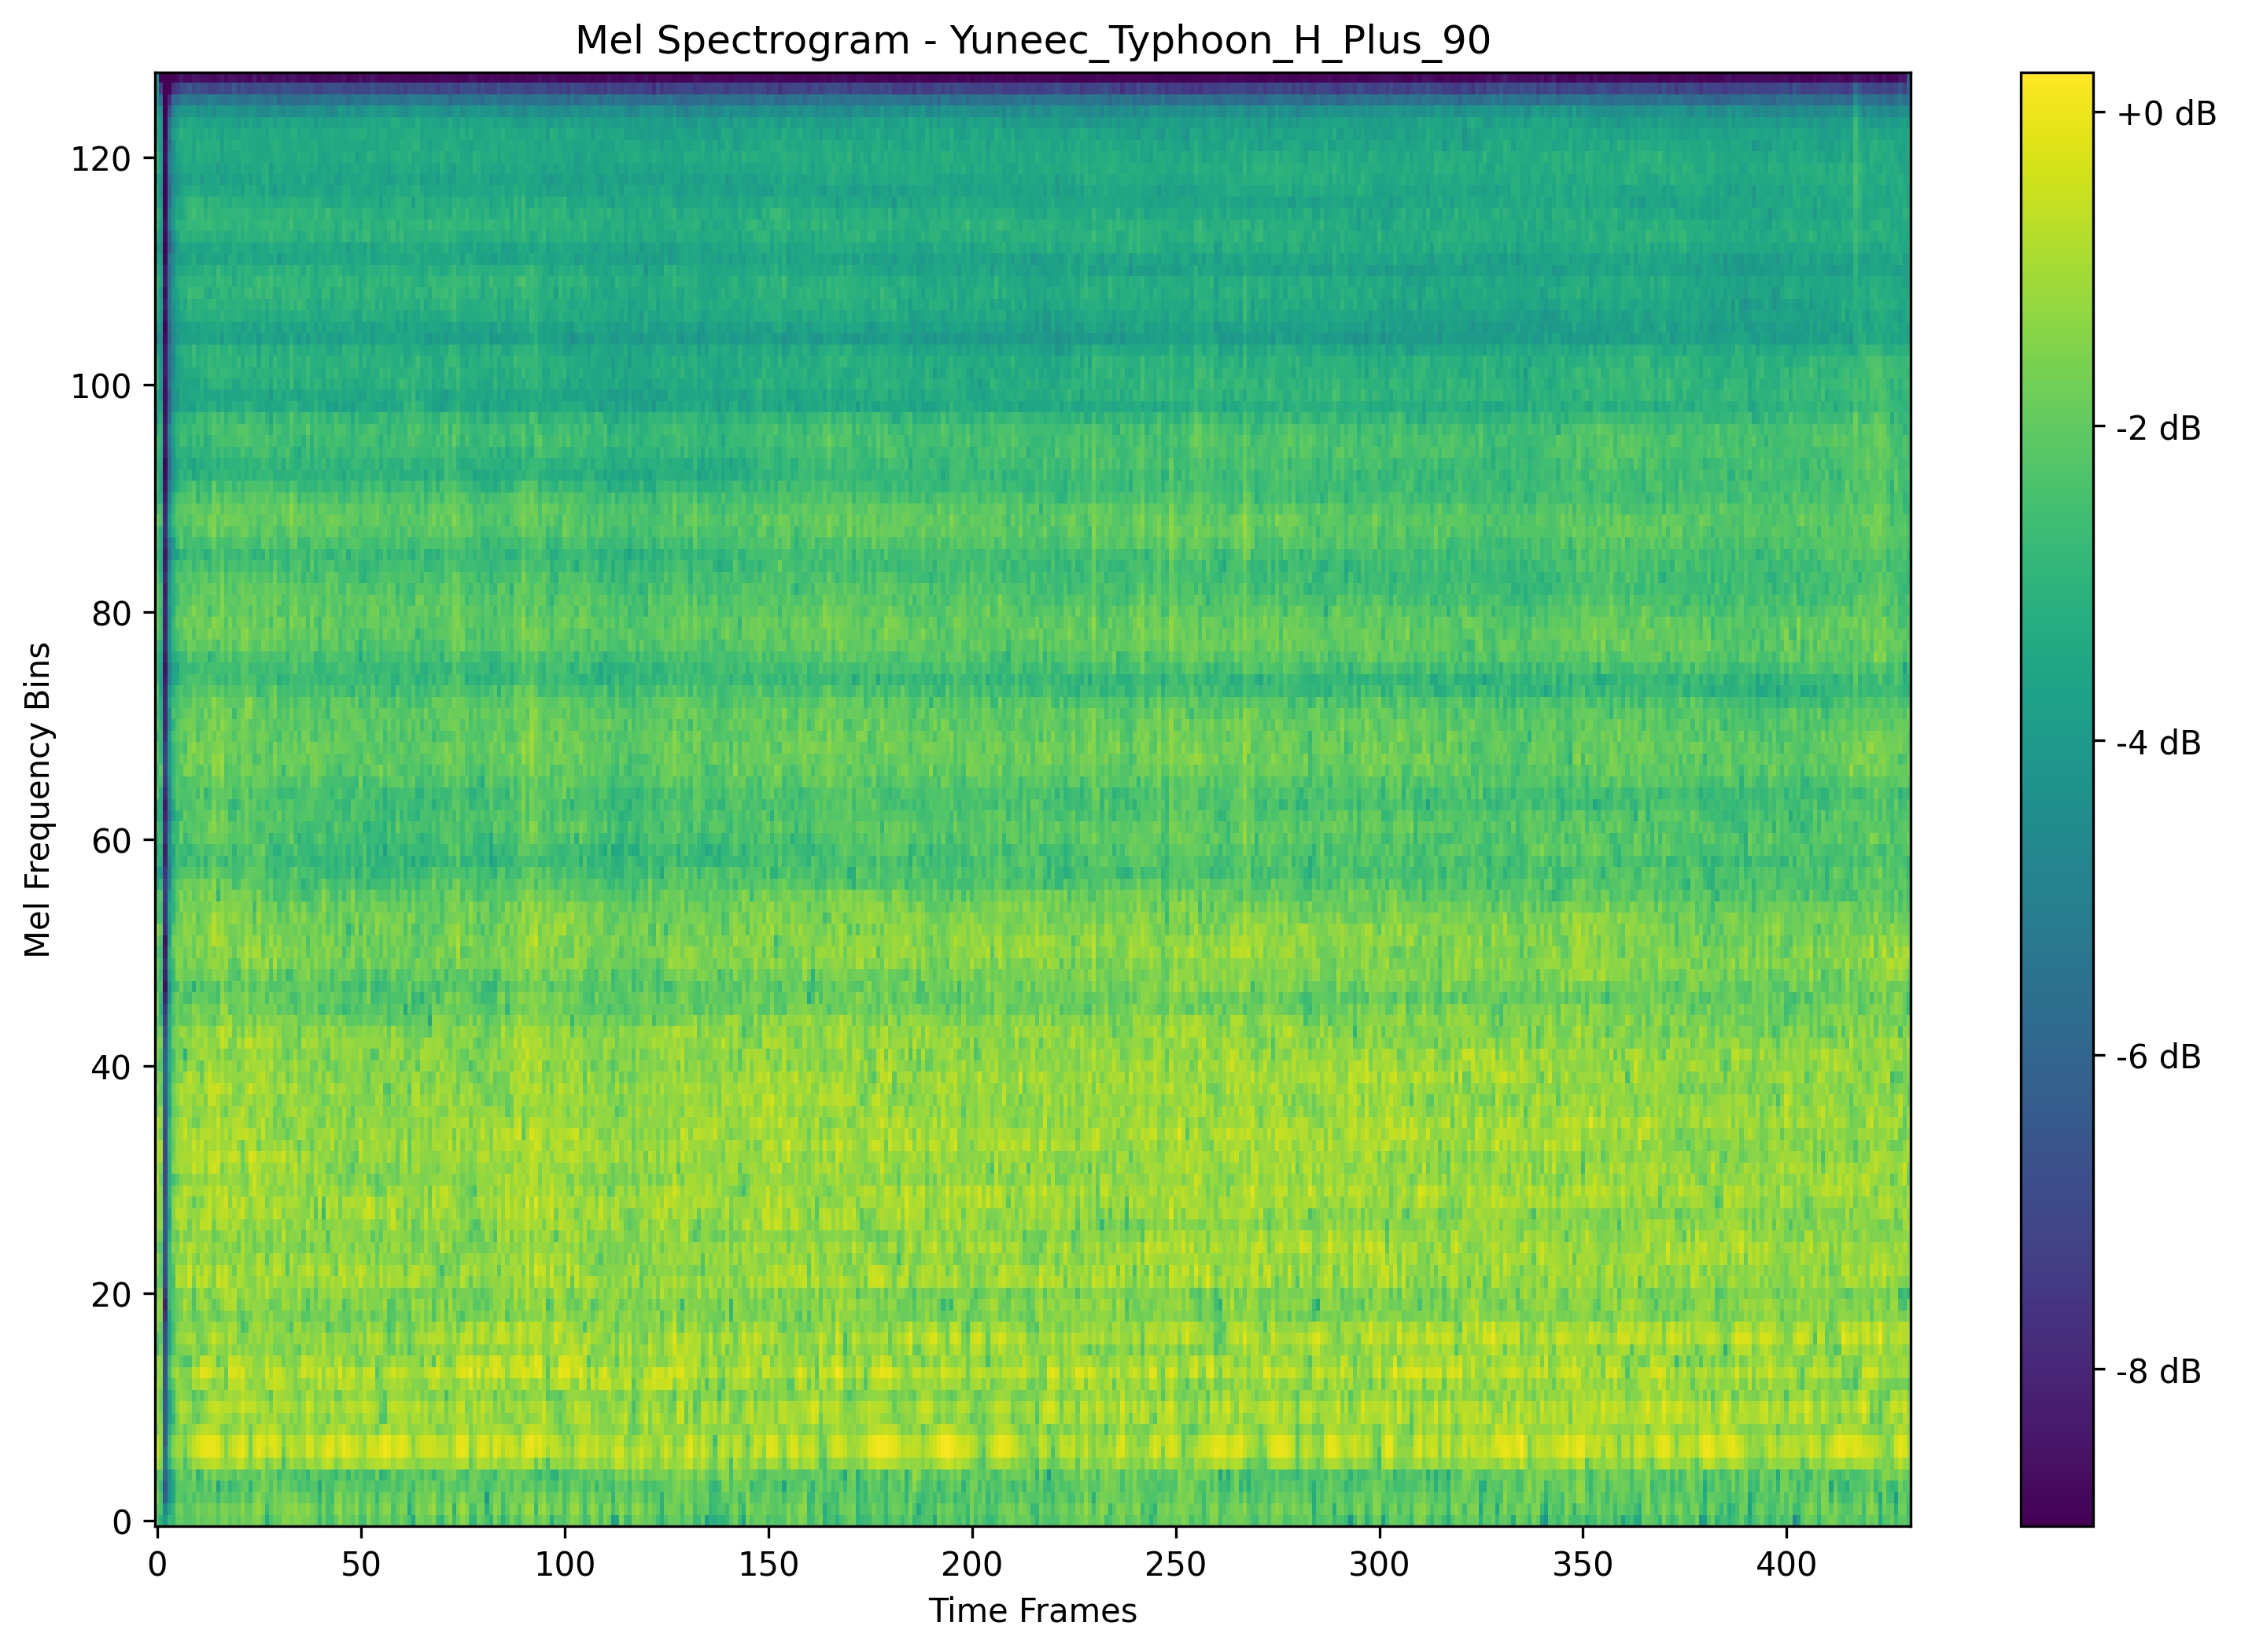 Mel Spectrogram - Yuneec_Typhoon_H_Plus_90
Mel Frequency Bins
120
100
80
60
40
20
0
0 50 100 150 200 250 300 350 400
Time Frames
+0 dB
-2 dB
-4 dB
-6 dB
-8 dB